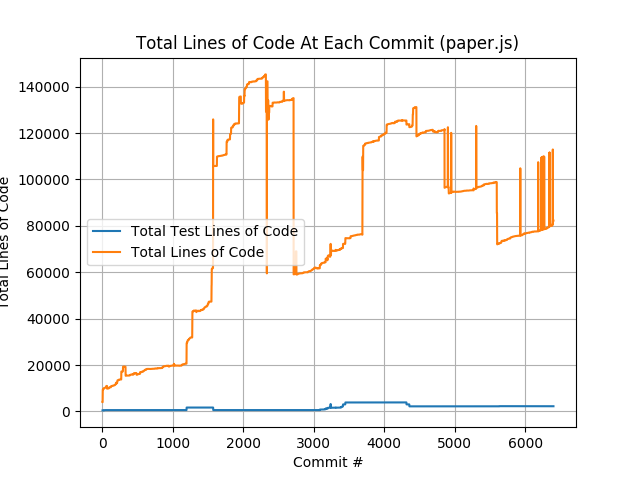 Total Lines of Code At Each Commit (paper.js)
Total Lines of Code
140000
120000
100000
80000
60000
40000
20000
0
Total Test Lines of Code
Total Lines of Code
0 1000 2000 3000 4000 5000 6000
Commit #